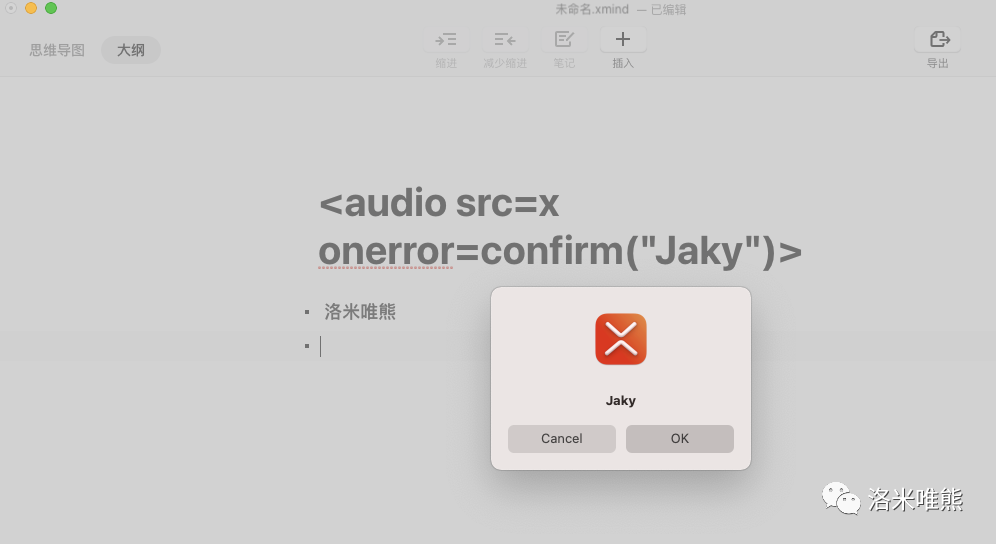 未命名.xmind — 已编辑
思维导图 大纲
缩进 减少缩进 笔记 插入 导出
<audio src=x
onerror=confirm("Jaky")>
洛米唯熊
Jaky
Cancel OK
洛米唯熊